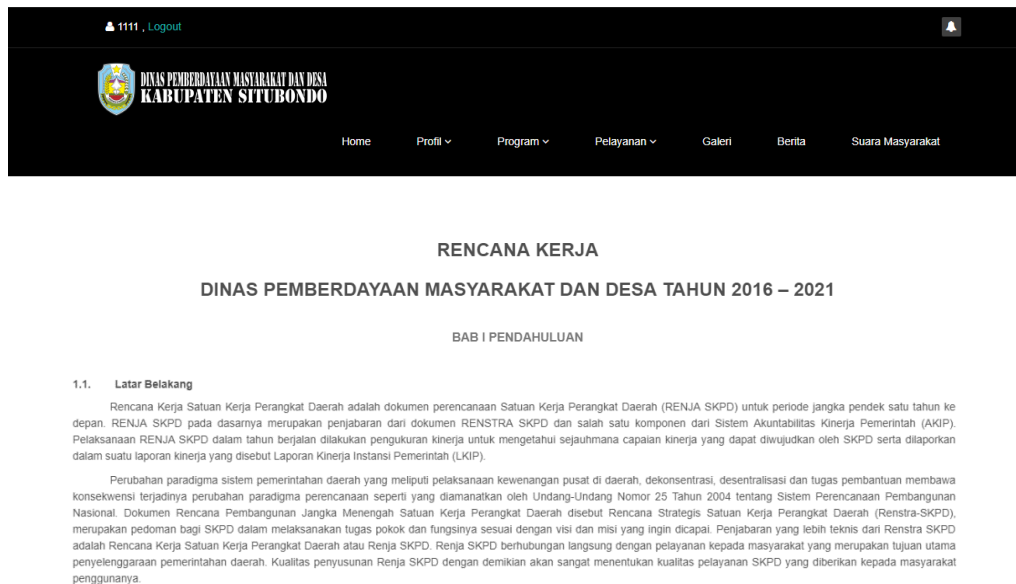 1111 , Logout
DINAS PEMBERDAYAAN MASYARAKAT DAN DESA
KABUPATEN SITUBONDO
Home Profil Program Pelayanan Galeri Berita Suara Masyarakat
RENCANA KERJA
DINAS PEMBERDAYAAN MASYARAKAT DAN DESA TAHUN 2016 – 2021
BAB I PENDAHULUAN
1.1. Latar Belakang
Rencana Kerja Satuan Kerja Perangkat Daerah adalah dokumen perencanaan Satuan Kerja Perangkat Daerah (RENJA SKPD) untuk periode jangka pendek satu tahun ke
depan. RENJA SKPD pada dasarnya merupakan penjabaran dari dokumen RENSTRA SKPD dan salah satu komponen dari Sistem Akuntabilitas Kinerja Pemerintah (AKIP).
Pelaksanaan RENJA SKPD dalam tahun berjalan dilakukan pengukuran kinerja untuk mengetahui sejauhmana capaian kinerja yang dapat diwujudkan oleh SKPD serta dilaporkan
dalam suatu laporan kinerja yang disebut Laporan Kinerja Instansi Pemerintah (LKIP).
Perubahan paradigma sistem pemerintahan daerah yang meliputi pelaksanaan kewenangan pusat di daerah, dekonsentrasi, desentralisasi dan tugas pembantuan membawa
konsekwensi terjadinya perubahan paradigma perencanaan seperti yang diamanatkan oleh Undang-Undang Nomor 25 Tahun 2004 tentang Sistem Perencanaan Pembangunan
Nasional. Dokumen Rencana Pembangunan Jangka Menengah Satuan Kerja Perangkat Daerah disebut Rencana Strategis Satuan Kerja Perangkat Daerah (Renstra-SKPD),
merupakan pedoman bagi SKPD dalam melaksanakan tugas pokok dan fungsinya sesuai dengan visi dan misi yang ingin dicapai. Penjabaran yang lebih teknis dari Renstra SKPD
adalah Rencana Kerja Satuan Kerja Perangkat Daerah atau Renja SKPD. Renja SKPD berhubungan langsung dengan pelayanan kepada masyarakat yang merupakan tujuan utama
penyelenggaraan pemerintahan daerah. Kualitas penyusunan Renja SKPD dengan demikian akan sangat menentukan kualitas pelayanan SKPD yang diberikan kepada masyarakat
penggunanya.